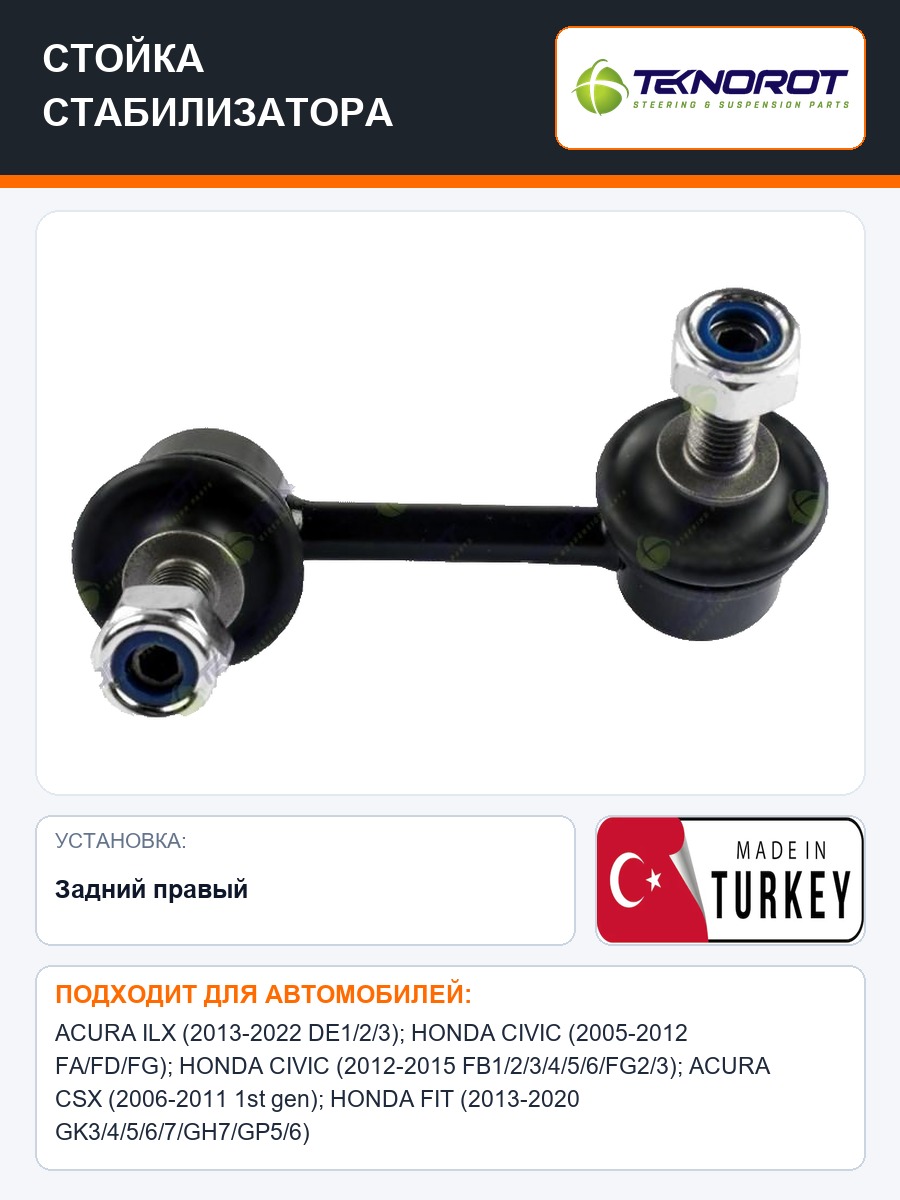 СТОЙКА
СТАБИЛИЗАТОРА
TEKNOROT
STEERING & SUSPENSION PARTS
УСТАНОВКА:
Задний правый
MADE IN
TURKEY
ПОДХОДИТ ДЛЯ АВТОМОБИЛЕЙ:
ACURA ILX (2013-2022 DE1/2/3); HONDA CIVIC (2005-2012
FA/FD/FG); HONDA CIVIC (2012-2015 FB1/2/3/4/5/6/FG2/3); ACURA
CSX (2006-2011 1st gen); HONDA FIT (2013-2020
GK3/4/5/6/7/GH7/GP5/6)